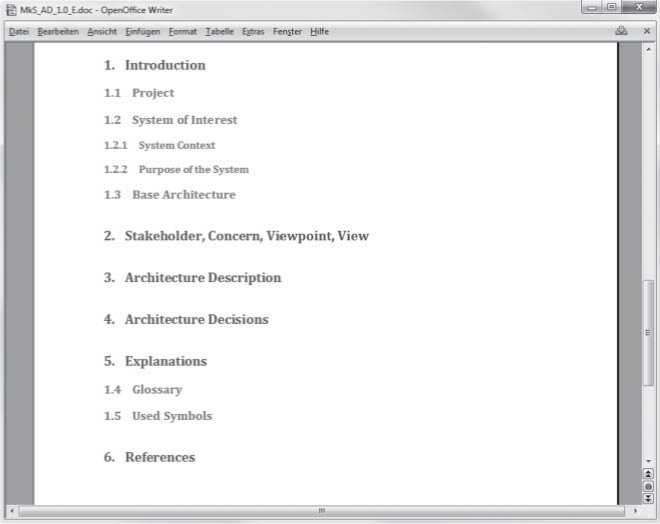 MkS_AD_1.0_E.doc - OpenOffice Writer
Datei Bearbeiten Ansicht Einfügen Format Tabelle Extras Fenster Hilfe
1. Introduction
1.1 Project
1.2 System of Interest
1.2.1 System Context
1.2.2 Purpose of the System
1.3 Base Architecture
2. Stakeholder, Concern, Viewpoint, View
3. Architecture Description
4. Architecture Decisions
5. Explanations
1.4 Glossary
1.5 Used Symbols
6. References